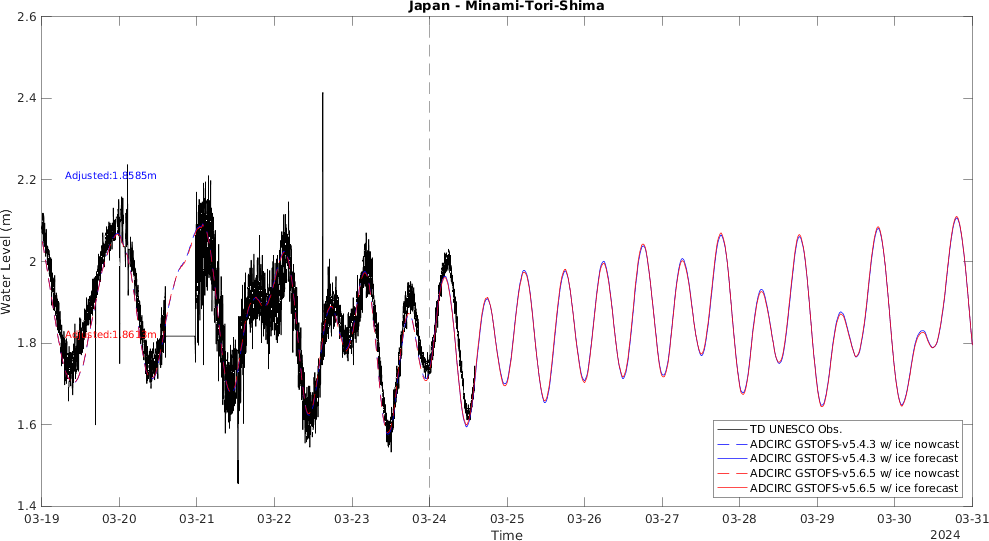 Japan - Minami-Tori-Shima
Water Level (m)
2.6
2.4
2.2
2
1.8
1.6
1.4
Adjusted:1.8585m
TD UNESCO Obs.
ADCIRC GSTOFS-v5.4.3 w/ ice nowcast
ADCIRC GSTOFS-v5.4.3 w/ ice forecast
ADCIRC GSTOFS-v5.6.5 w/ ice nowcast
ADCIRC GSTOFS-v5.6.5 w/ ice forecast
03-19 03-20 03-21 03-22 03-23 03-24 03-25 03-26 03-27 03-28 03-29 03-30 03-31
Time
2024